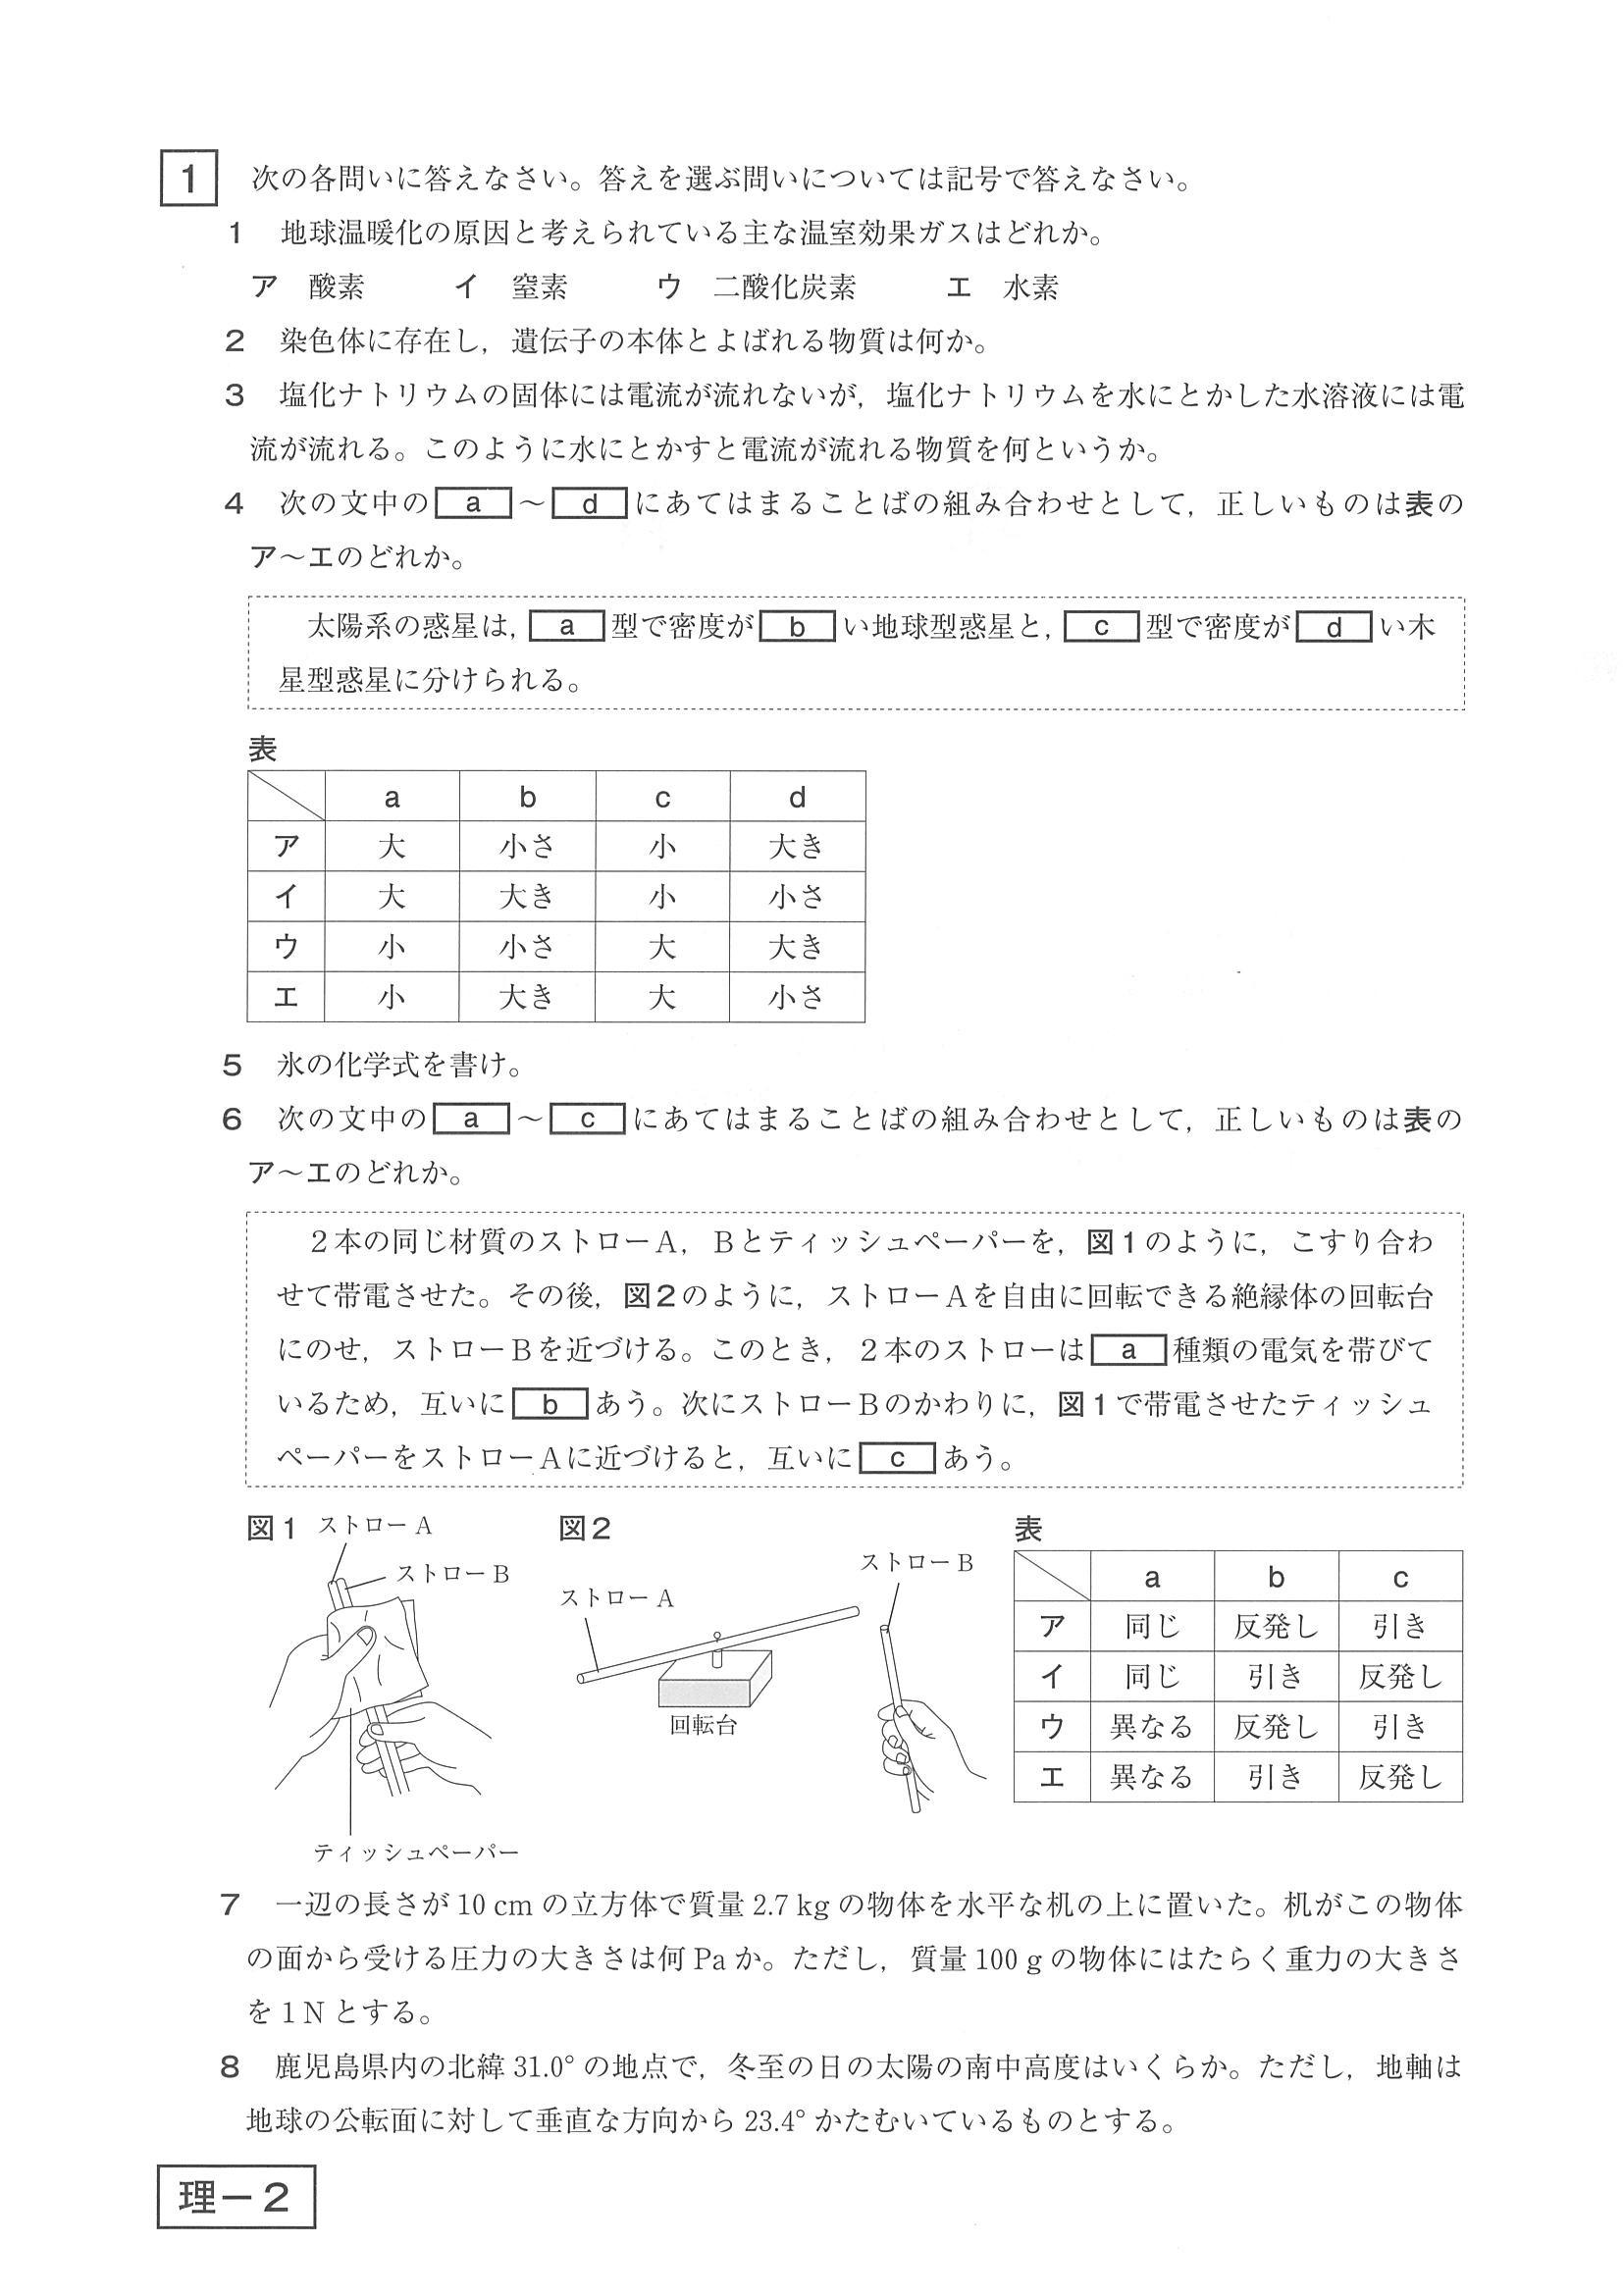 1 次の各問いに答えなさい。答えを選ぶ問いについては記号で答えなさい。
1 地球温暖化の原因と考えられている主な温室効果ガスはどれか。
ア 酸素 イ 窒素 ウ 二酸化炭素 エ 水素
2 染色体に存在し，遺伝子の本体とよばれる物質は何か。
3 塩化ナトリウムの固体には電流が流れないが，塩化ナトリウムを水にとかした水溶液には電
流が流れる。このように水にとかすと電流が流れる物質を何というか。
4 次の文中の a ～ d にあてはまることばの組み合わせとして，正しいものは表の
ア～エのどれか。
太陽系の惑星は， a 型で密度が b い地球型惑星と， c 型で密度が d い木
星型惑星に分けられる。
表
a b c d
ア 大 小さ 小 大き
イ 大 大き 小 小さ
ウ 小 小さ 大 大き
エ 小 大き 大 小さ
5 氷の化学式を書け。
6 次の文中の a ～ c にあてはまることばの組み合わせとして，正しいものは表の
ア～エのどれか。
2本の同じ材質のストローA，Bとティッシュペーパーを，図1のように，こすり合わ
せて帯電させた。その後，図2のように，ストローAを自由に回転できる絶縁体の回転台
にのせ，ストローBを近づける。このとき，2本のストローは a 種類の電気を帯びて
いるため，互いに b あう。次にストローBのかわりに，図1で帯電させたティッシュ
ペーパーをストローAに近づけると，互いに c あう。
図1 ストローA
ストローB
ティッシュペーパー
図2
ストローB
ストローA
回転台
表
a b c
ア 同じ 反発し 引き
イ 同じ 引き 反発し
ウ 異なる 反発し 引き
エ 異なる 引き 反発し
7 一辺の長さが10 cmの立方体で質量2.7 kgの物体を水平な机の上に置いた。机がこの物体
の面から受ける圧力の大きさは何Paか。ただし，質量100 gの物体にはたらく重力の大きさ
を1Nとする。
8 鹿児島県内の北緯31.0°の地点で，冬至の日の太陽の南中高度はいくらか。ただし，地軸は
地球の公転面に対して垂直な方向から23.4°かたむいているものとする。
理－2